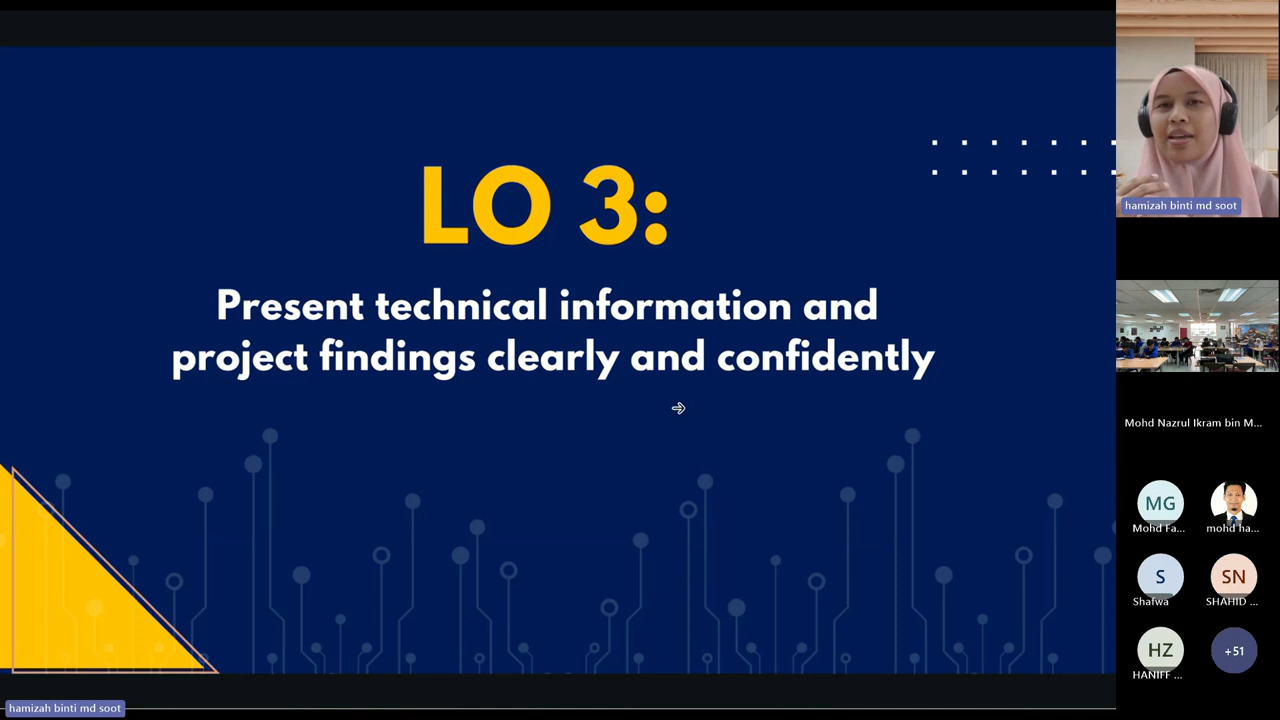 LO 3:
Present technical information and
project findings clearly and confidently
hamizah binti md soot
hamizah binti md soot
Mohd Nazrul Ikram bin M...
MG
Mohd Fa...
mohd ha...
S
Shafwa
SN
SHAHID ...
HZ
HANIFF ...
+51